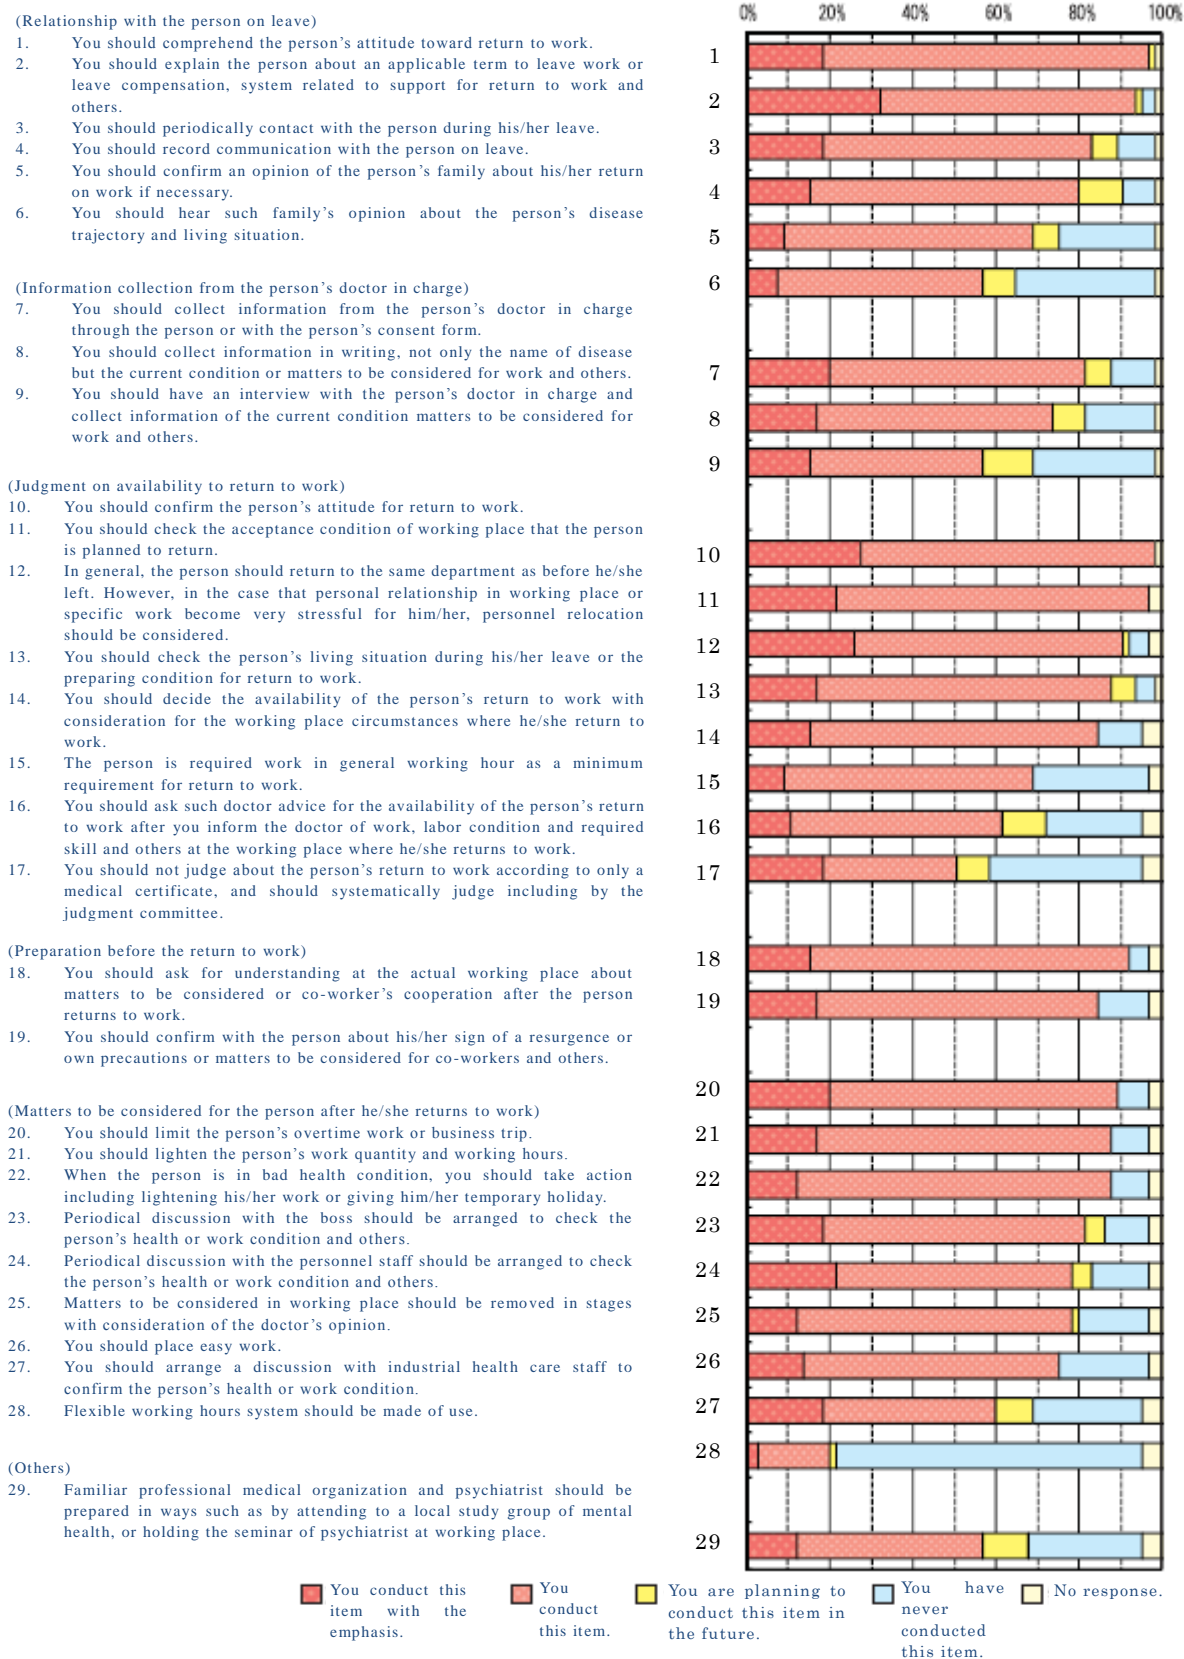 (Relationship with the person on leave)
1. You should comprehend the person's attitude toward return to work.
2. You should explain the person about an applicable term to leave work or
leave compensation, system related to support for return to work and
others.
3. You should periodically contact with the person during his/her leave.
4. You should record communication with the person on leave.
5. You should confirm an opinion of the person's family about his/her return
on work if necessary.
6. You should hear such family's opinion about the person's disease
trajectory and living situation.
(Information collection from the person's doctor in charge)
7. You should collect information from the person's doctor in charge
through the person or with the person's consent form.
8. You should collect information in writing, not only the name of disease
but the current condition or matters to be considered for work and others.
9. You should have an interview with the person's doctor in charge and
collect information of the current condition matters to be considered for
work and others.
(Judgment on availability to return to work)
10. You should confirm the person's attitude for return to work.
11. You should check the acceptance condition of working place that the person
is planned to return.
12. In general, the person should return to the same department as before he/she
left. However, in the case that personal relationship in working place or
specific work become very stressful for him/her, personnel relocation
should be considered.
13. You should check the person's living situation during his/her leave or the
preparing condition for return to work.
14. You should decide the availability of the person's return to work with
consideration for the working place circumstances where he/she return to
work.
15. The person is required work in general working hour as a minimum
requirement for return to work.
16. You should ask such doctor advice for the availability of the person's return
to work after you inform the doctor of work, labor condition and required
skill and others at the working place where he/she returns to work.
17. You should not judge about the person's return to work according to only a
medical certificate, and should systematically judge including by the
judgment committee.
(Preparation before the return to work)
18. You should ask for understanding at the actual working place about
matters to be considered or co-worker's cooperation after the person
returns to work.
19. You should confirm with the person about his/her sign of a resurgence or
own precautions or matters to be considered for co-workers and others.
(Matters to be considered for the person after he/she returns to work)
20. You should limit the person's overtime work or business trip.
21. You should lighten the person's work quantity and working hours.
22. When the person is in bad health condition, you should take action
including lightening his/her work or giving him/her temporary holiday.
23. Periodical discussion with the boss should be arranged to check the
person's health or work condition and others.
24. Periodical discussion with the personnel staff should be arranged to check
the person's health or work condition and others.
25. Matters to be considered in working place should be removed in stages
with consideration of the doctor's opinion.
26. You should place easy work.
27. You should arrange a discussion with industrial health care staff to
confirm the person's health or work condition.
28. Flexible working hours system should be made of use.
(Others)
29. Familiar professional medical organization and psychiatrist should be
prepared in ways such as by attending to a local study group of mental
health, or holding the seminar of psychiatrist at working place.
0% 20% 40% 60% 80% 100%
1
2
3
4
5
6
7
8
9
10
11
12
13
14
15
16
17
18
19
20
21
22
23
24
25
26
27
28
29
You conduct this
item with the
emphasis.
You
conduct
this item.
You are planning to
conduct this item in
the future.
You have
never
conducted
this item.
No response.